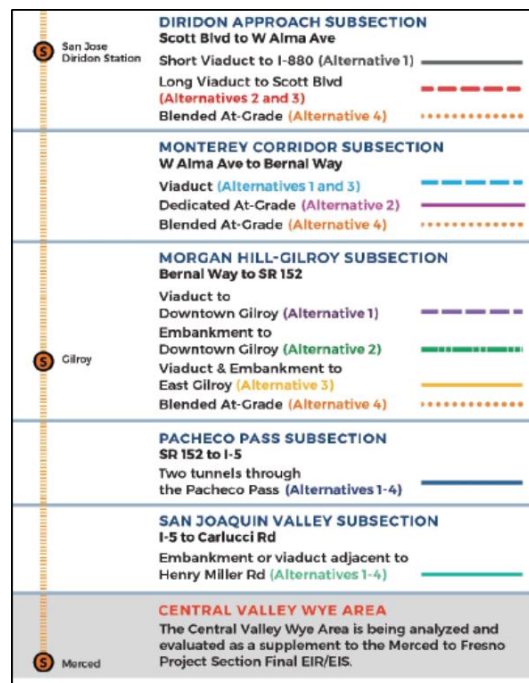 DIRIDON APPROACH SUBSECTION
Scott Blvd to W Alma Ave
S
San Jose
Diridon Station
Short Viaduct to I-880 (Alternative 1)
Long Viaduct to Scott Blvd
(Alternatives 2 and 3)
Blended At-Grade (Alternative 4)
MONTEREY CORRIDOR SUBSECTION
W Alma Ave to Bernal Way
Viaduct (Alternatives 1 and 3)
Dedicated At-Grade (Alternative 2)
Blended At-Grade (Alternative 4)
MORGAN HILL-GILROY SUBSECTION
Bernal Way to SR 152
Viaduct to
Downtown Gilroy (Alternative 1)
Embankment to
Downtown Gilroy (Alternative 2)
S
Gilroy
Viaduct & Embankment to
East Gilroy (Alternative 3)
Blended At-Grade (Alternative 4)
PACHECO PASS SUBSECTION
SR 152 to I-5
Two tunnels through
the Pacheco Pass (Alternatives 1-4)
SAN JOAQUIN VALLEY SUBSECTION
I-5 to Carlucci Rd
Embankment or viaduct adjacent to
Henry Miller Rd (Alternatives 1-4)
CENTRAL VALLEY WYE AREA
The Central Valley Wye Area is being analyzed and
evaluated as a supplement to the Merced to Fresno
Project Section Final EIR/EIS.
S
Merced